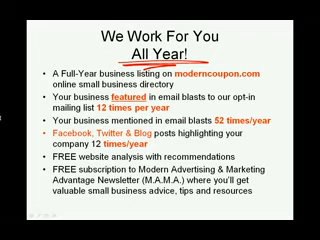 We Work For You
All Year!
• A Full-Year business listing on moderncoupon.com
online small business directory
• Your business featured in email blasts to our opt-in
mailing list 12 times per year
• Your business mentioned in email blasts 52 times/year
• Facebook, Twitter & Blog posts highlighting your
company 12 times/year
• FREE website analysis with recommendations
• FREE subscription to Modern Advertising & Marketing
Advantage Newsletter (M.A.M.A.) where you'll get
valuable small business advice, tips and resources